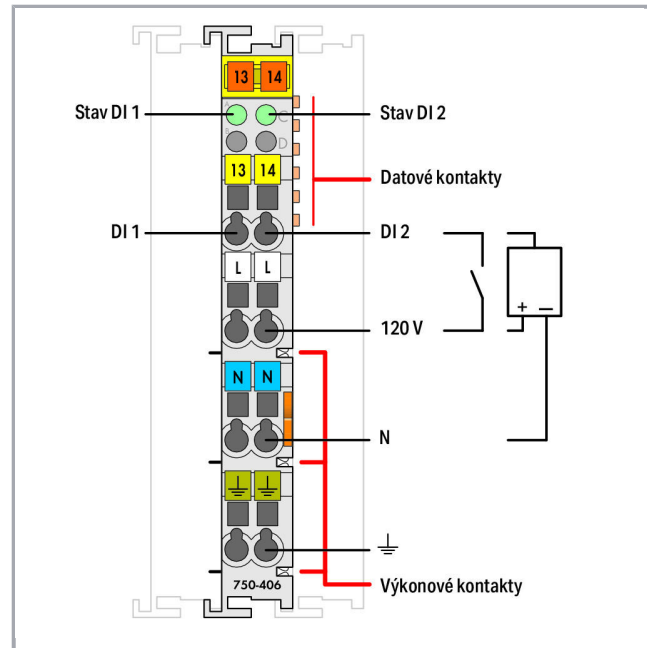 13 14
A
Stav DI 1
Stav DI 2
C
B
D
13 14
Datové kontakty
DI 1
DI 2
L L
+ −
120 V
N N
N
Výkonové kontakty
750-406